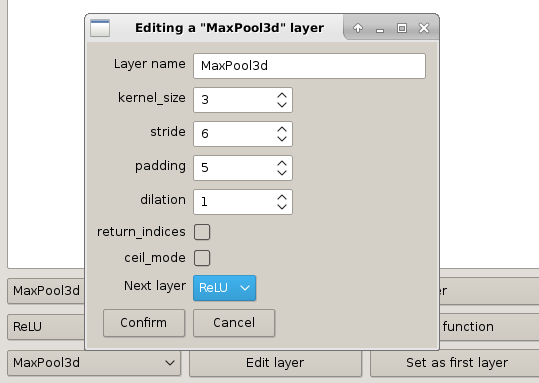 Editing a "MaxPool3d" layer
Layer name MaxPool3d
kernel_size 3
stride 6
padding 5
dilation 1
return_indices
ceil_mode
Next layer ReLU
Confirm Cancel
MaxPool3d
ReLU function
MaxPool3d Edit layer Set as first layer